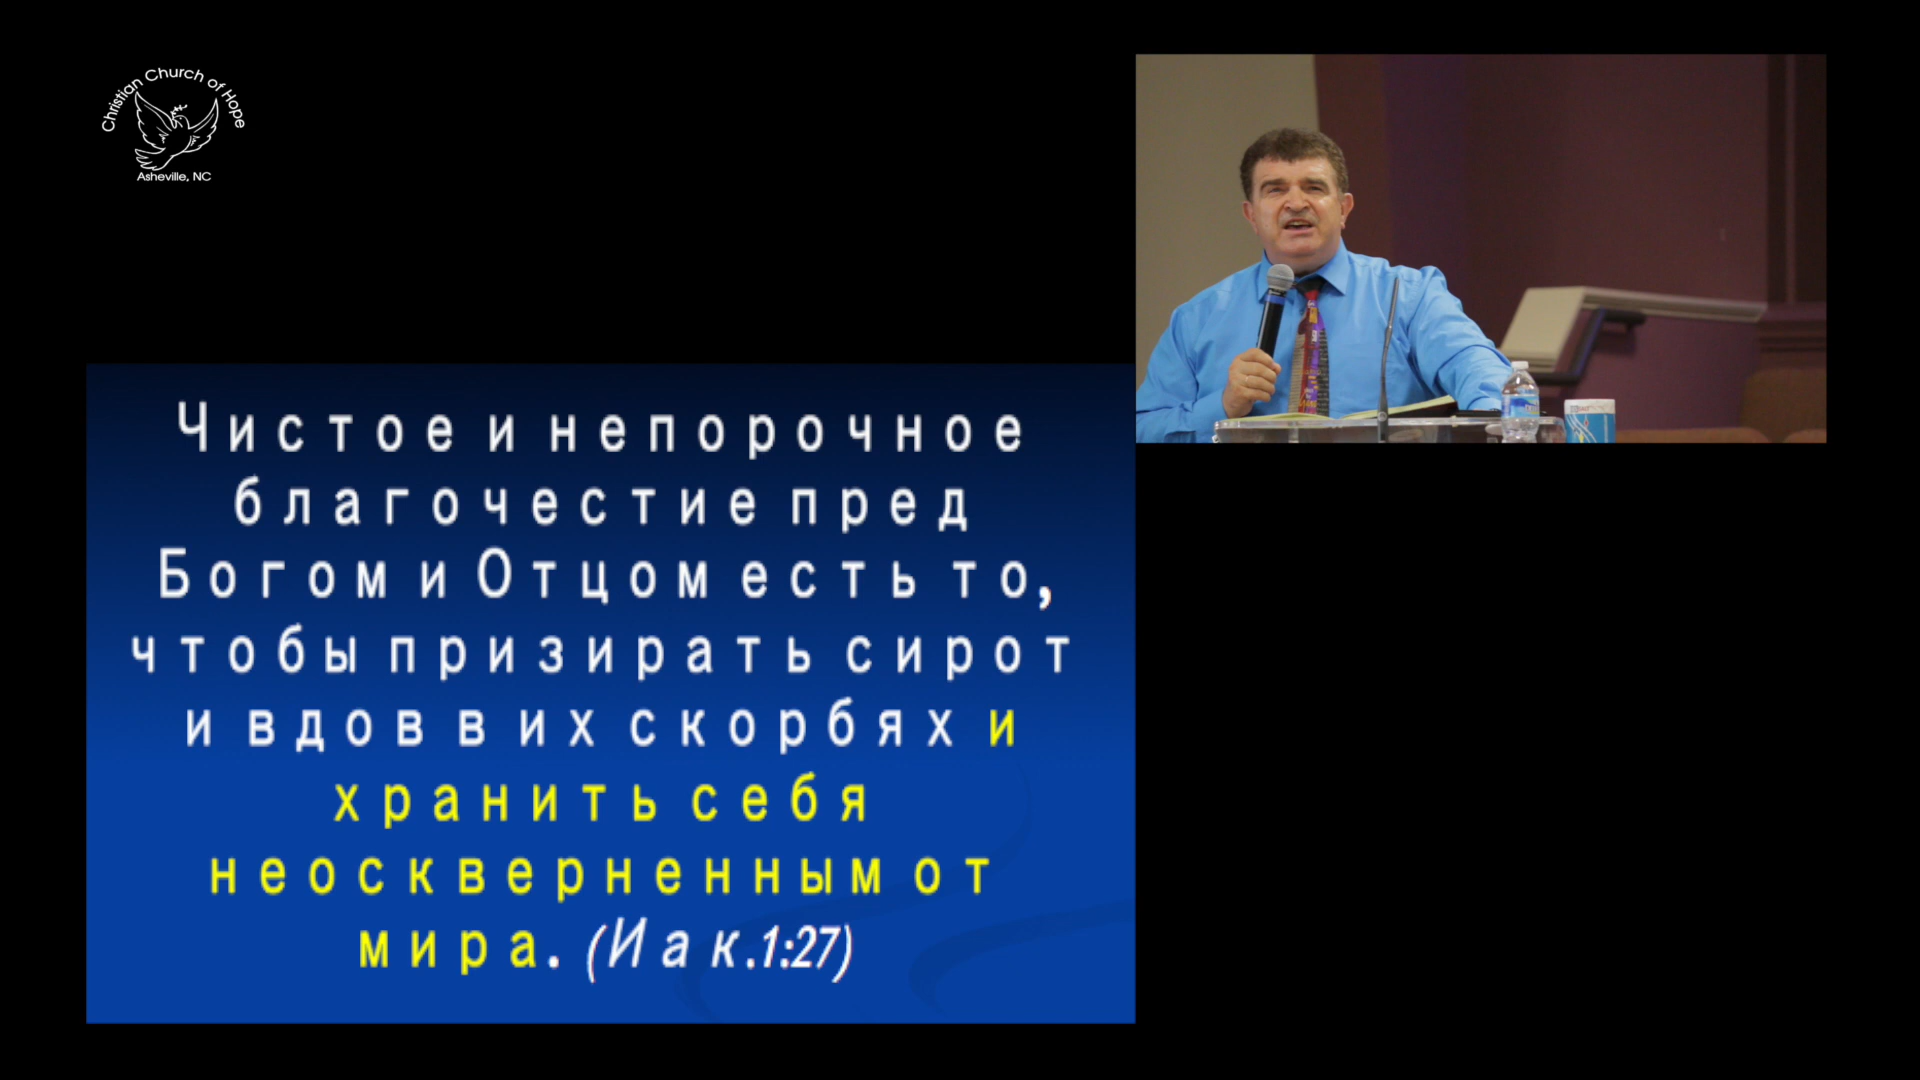 Christian Church of Hope
Asheville, NC
Чистое и непорочное
благочестие пред
Богом и Отцом есть то,
чтобы призирать сирот
и вдов в их скорбях и
хранить себя
неоскверненным от
мира. (Иак.1:27)